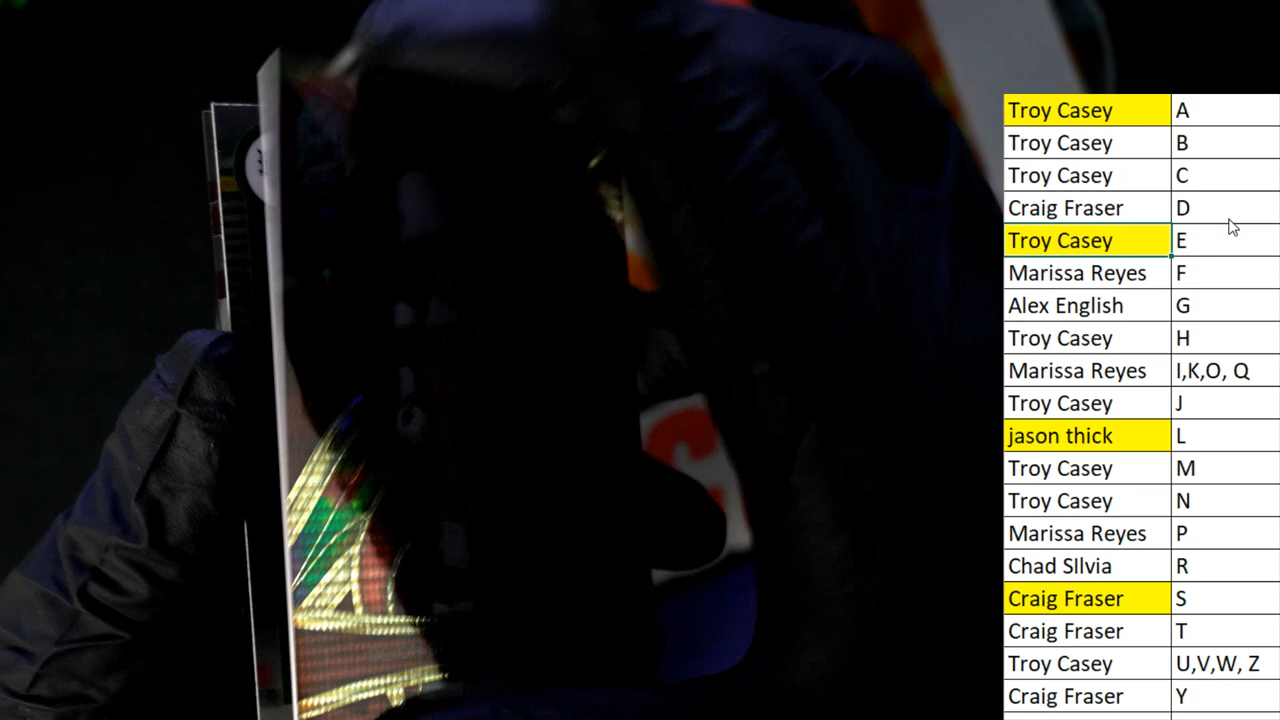 Troy Casey A
Troy Casey B
Troy Casey C
Craig Fraser D
Troy Casey E
Marissa Reyes F
Alex English G
Troy Casey H
Marissa Reyes I,K,O, Q
Troy Casey J
jason thick L
Troy Casey M
Troy Casey N
Marissa Reyes P
Chad SIlvia R
Craig Fraser S
Craig Fraser T
Troy Casey U,V,W, Z
Craig Fraser Y